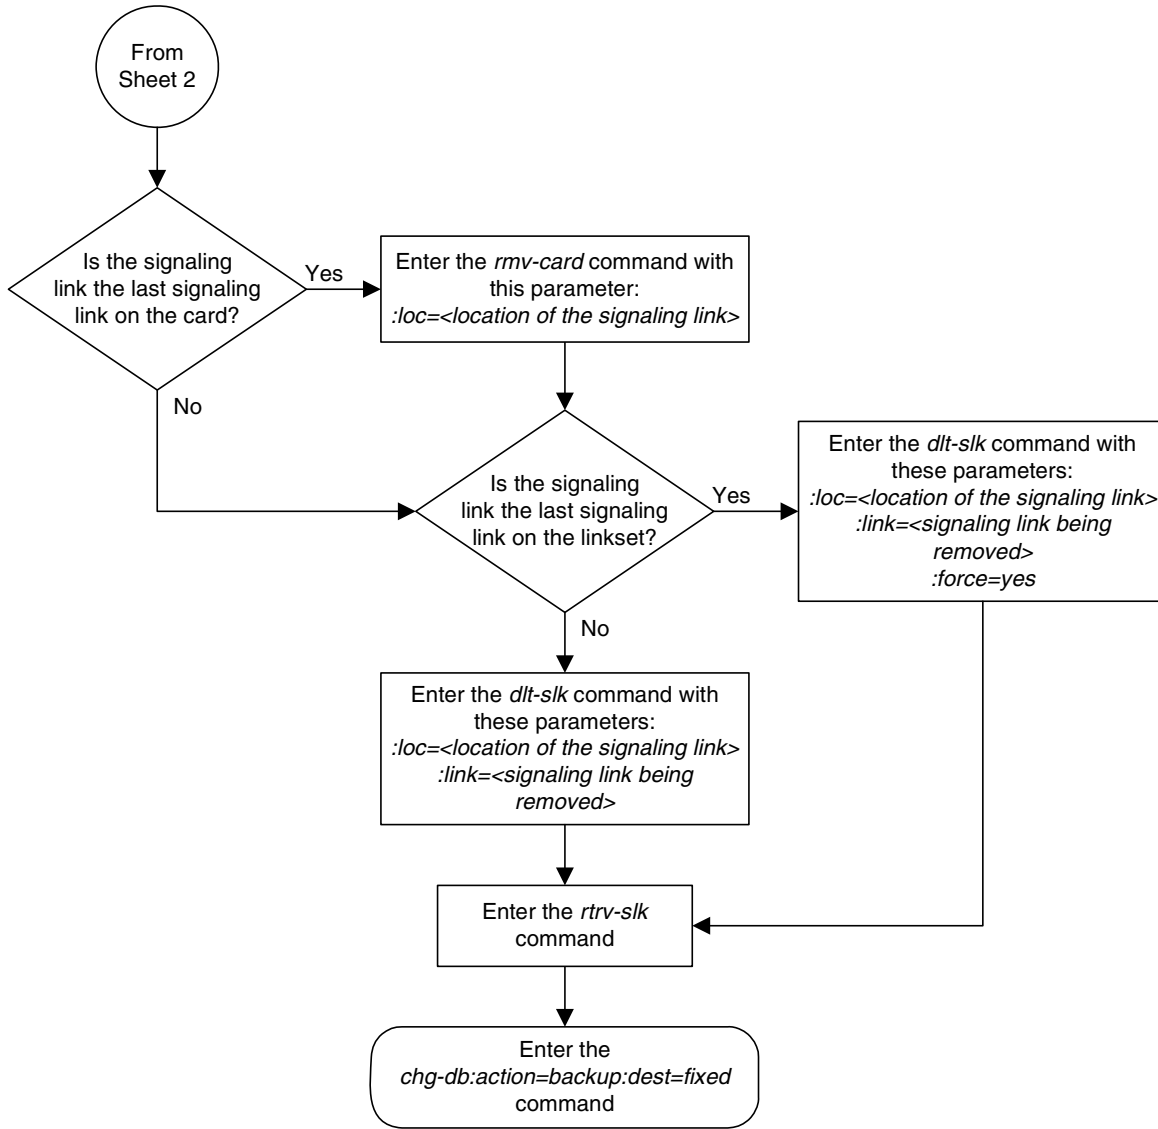 From
Sheet 2
Is the signaling
link the last signaling
link on the card?
Yes
Enter the rmv-card command with
this parameter:
:loc=<location of the signaling link>
No
Is the signaling
link the last signaling
link on the linkset?
Yes
Enter the dlt-slk command with
these parameters:
:loc=<location of the signaling link>
:link=<signaling link being
removed>
:force=yes
No
Enter the dlt-slk command with
these parameters:
:loc=<location of the signaling link>
:link=<signaling link being
removed>
Enter the rtrv-slk
command
Enter the
chg-db:action=backup:dest=fixed
command